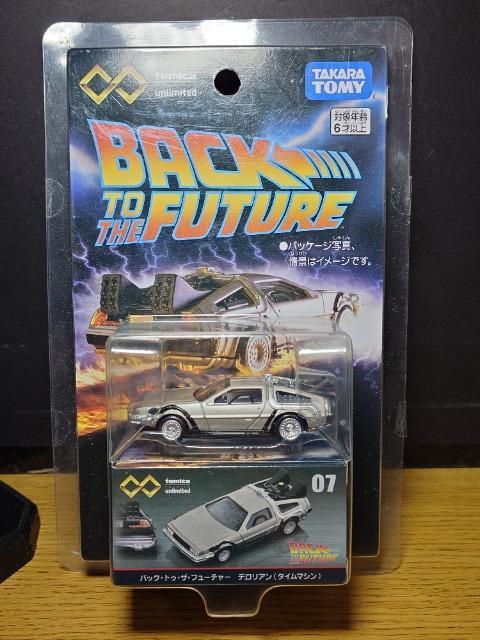 tomica
unlimited
TAKARA
TOMY
対象年齢
6才以上
BACK
TO THE FUTURE
●パッケージ写真、
情景はイメージです。
tomica
unlimited
07
BACK
TO THE FUTURE
バック・トゥ・ザ・フューチャー デロリアン(タイムマシン)